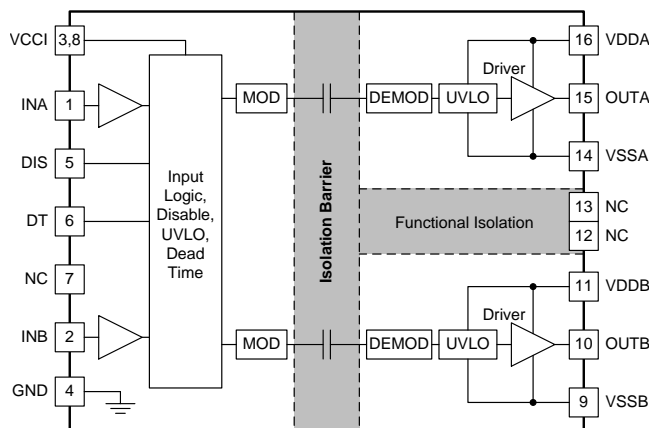 VCCI 3,8
INA 1
DIS 5
DT 6
NC 7
INB 2
GND 4
Input
Logic,
Disable,
UVLO,
Dead
Time
MOD
MOD
Isolation Barrier
DEMOD
UVLO
Driver
Functional Isolation
DEMOD
UVLO
Driver
16 VDDA
15 OUTA
14 VSSA
13 NC
12 NC
11 VDDB
10 OUTB
9 VSSB